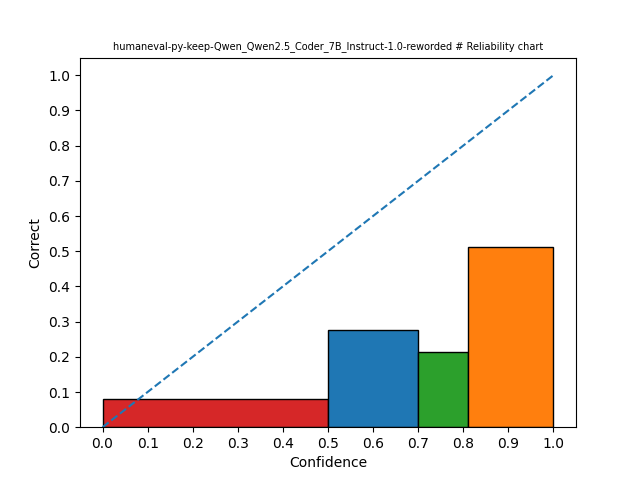 humaneval-py-keep-Qwen_Qwen2.5_Coder_7B_Instruct-1.0-reworded # Reliability chart
1.0
0.9
0.8
0.7
0.6
0.5
0.4
0.3
0.2
0.1
0.0
Correct
0.0 0.1 0.2 0.3 0.4 0.5 0.6 0.7 0.8 0.9 1.0
Confidence